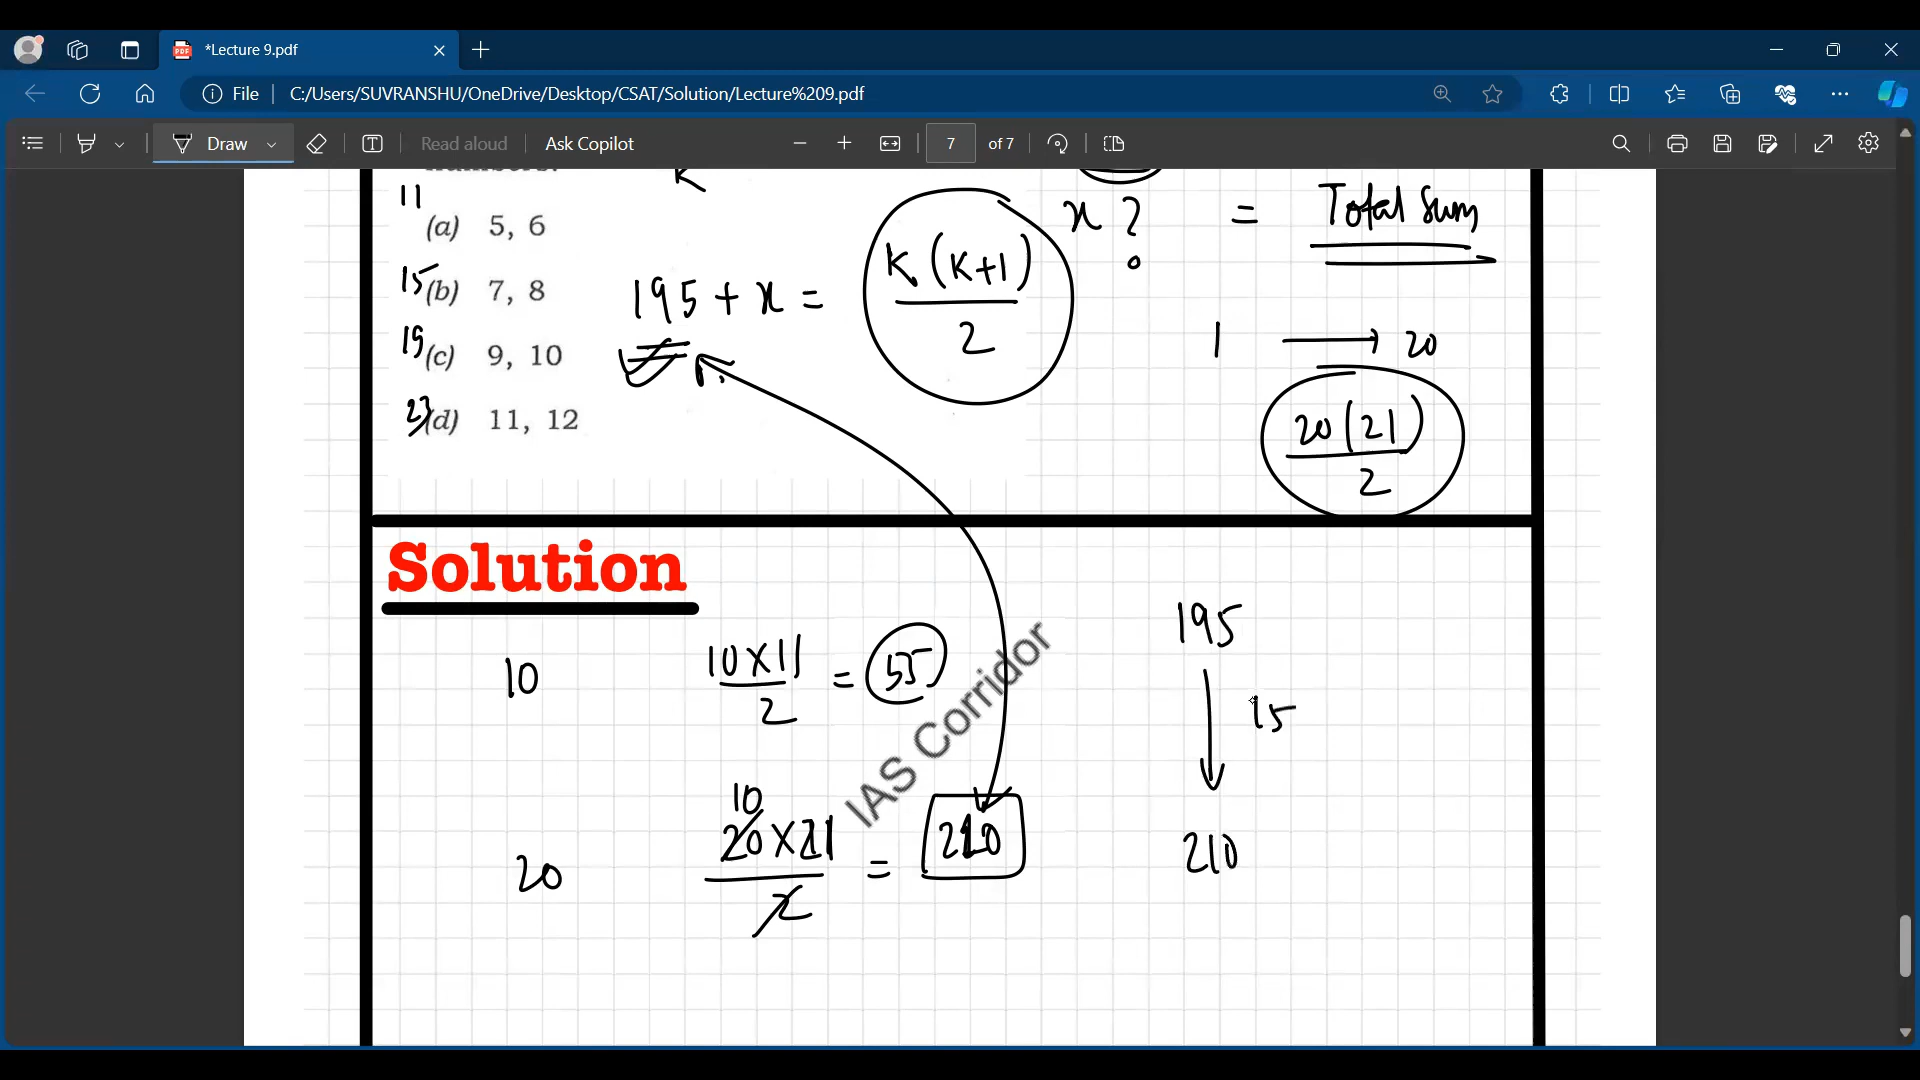 *Lecture 9.pdf
File
C:/Users/SUVRANSHU/OneDrive/Desktop/CSAT/Solution/Lecture%209.pdf
Draw
Read aloud
Ask Copilot
7
of 7
K
11
(a) 5, 6
15
(b) 7, 8
19
(c) 9, 10
23
(d) 11, 12
195 + x =
K(K+1)
2
x ?
= Total Sum
1 → 20
20(21)
2
Solution
10
10 X 11
2
= 55
10
20 X 21
2
= 210
20
195
15
210
IAS Corridor